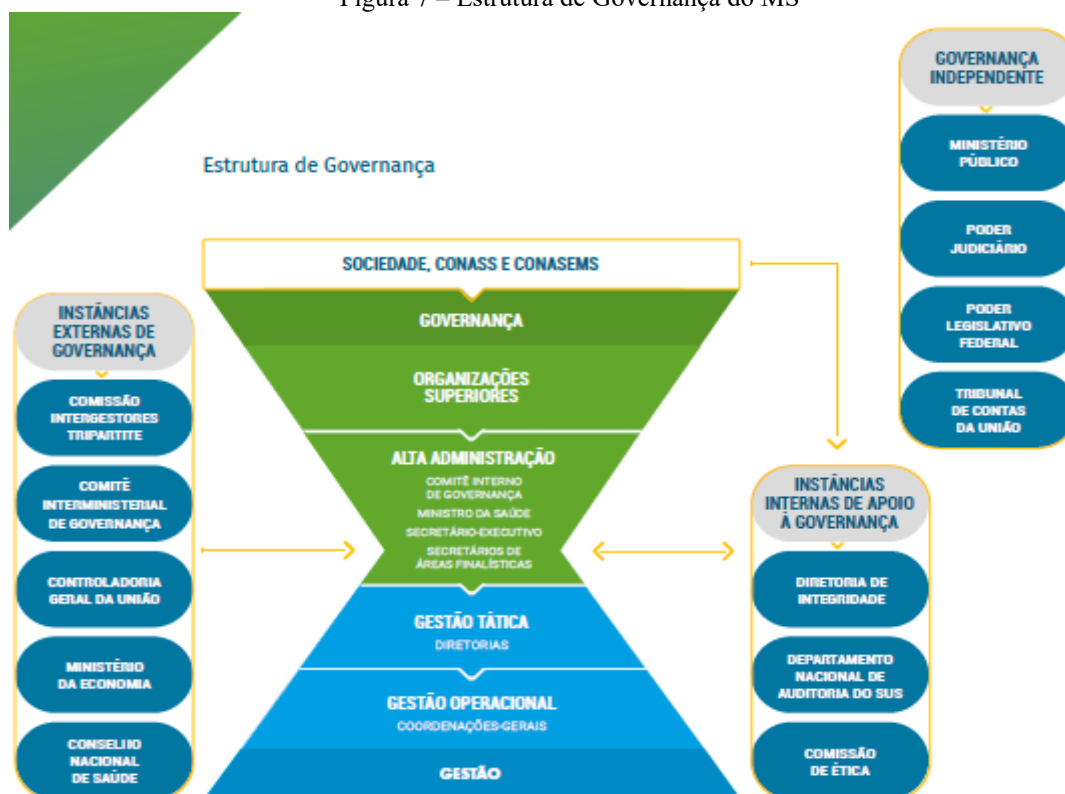 Figura 7 – Estrutura de Governança do MS
Estrutura de Governança
SOCIEDADE, CONASS E CONASEMS
GOVERNANÇA
ORGANIZAÇÕES
SUPERIORES
ALTA ADMINISTRAÇÃO
COMITÊ INTERNO
DE GOVERNANÇA
MINISTRO DA SAÚDE
SECRETÁRIO-EXECUTIVO
SECRETÁRIOS DE
ÁREAS FINALÍSTICAS
GESTÃO TÁTICA
DIRETORIAS
GESTÃO OPERACIONAL
COORDENAÇÕES-GERAIS
GESTÃO
INSTÂNCIAS
EXTERNAS DE
GOVERNANÇA
COMISSÃO
INTERGESTORES
TRIPARTITE
COMITÊ
INTERMINISTERIAL
DE GOVERNANÇA
CONTROLADORIA
GERAL DA UNIÃO
MINISTÉRIO
DA ECONOMIA
CONSELHO
NACIONAL
DE SAÚDE
GOVERNANÇA
INDEPENDENTE
MINISTÉRIO
PÚBLICO
PODER
JUDICIÁRIO
PODER
LEGISLATIVO
FEDERAL
TRIBUNAL
DE CONTAS
DA UNIÃO
INSTÂNCIAS
INTERNAS DE APOIO
À GOVERNANÇA
DIRETORIA DE
INTEGRIDADE
DEPARTAMENTO
NACIONAL DE
AUDITORIA DO SUS
COMISSÃO
DE ÉTICA